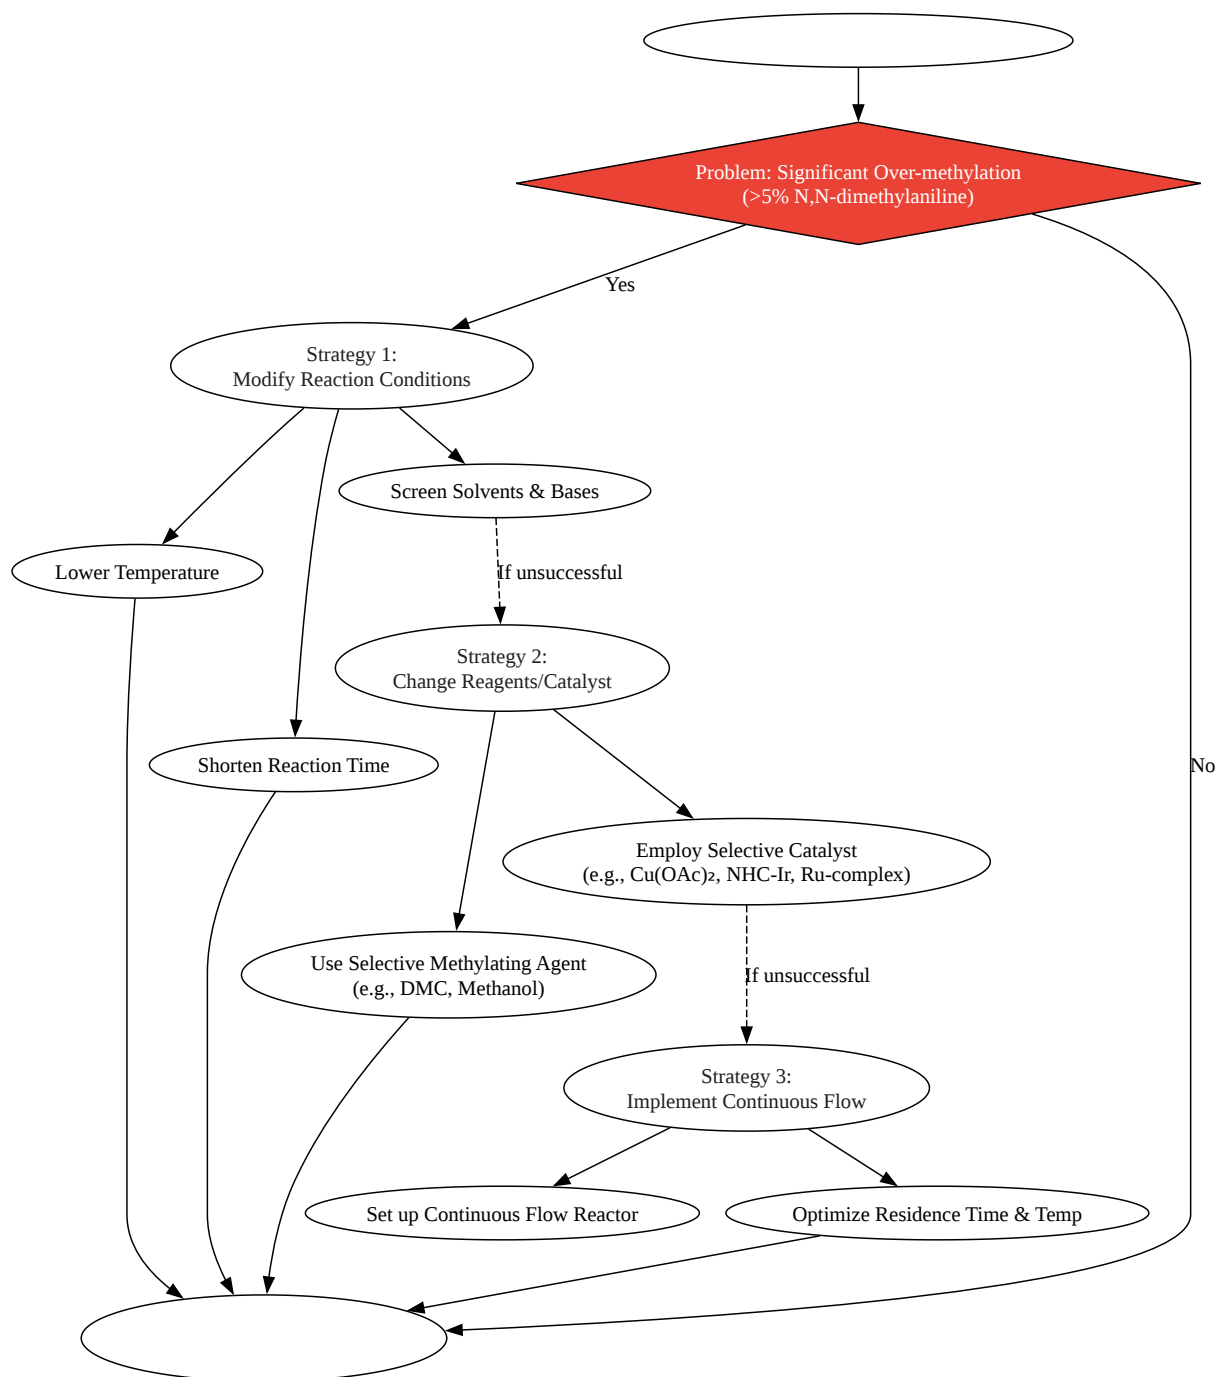 Problem: Significant Over-methylation
(>5% N,N-dimethylaniline)
Yes
Strategy 1:
Modify Reaction Conditions
Screen Solvents & Bases
Lower Temperature
If unsuccessful
Strategy 2:
Change Reagents/Catalyst
Shorten Reaction Time
No
Employ Selective Catalyst
(e.g., Cu(OAc)₂, NHC-Ir, Ru-complex)
Use Selective Methylating Agent
(e.g., DMC, Methanol)
If unsuccessful
Strategy 3:
Implement Continuous Flow
Set up Continuous Flow Reactor
Optimize Residence Time & Temp